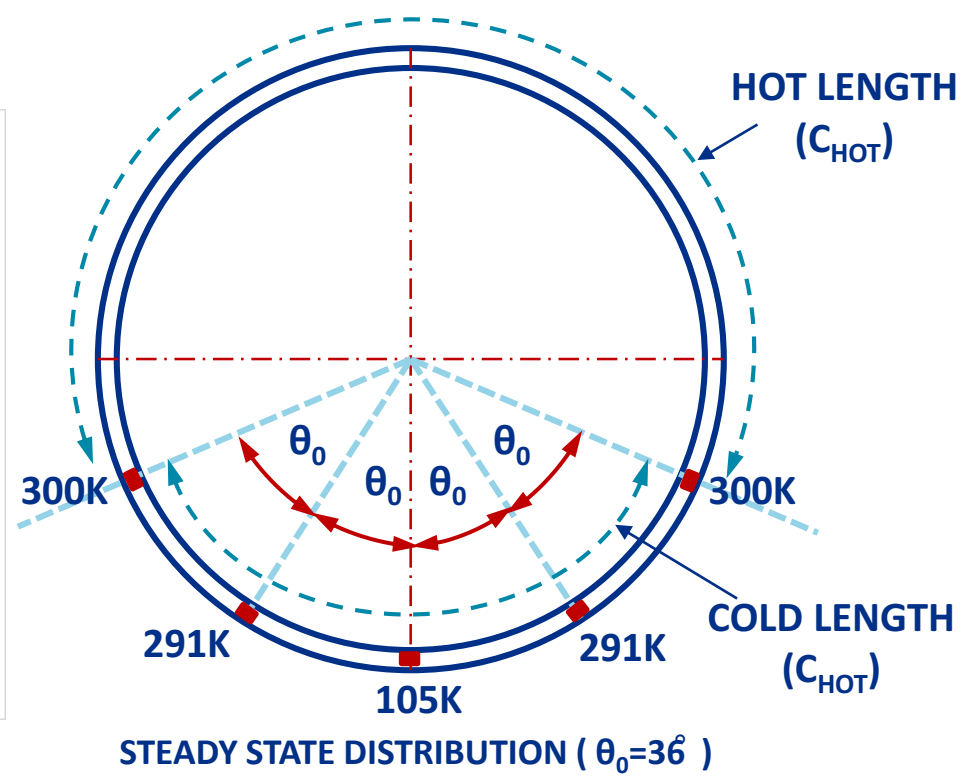 HOT LENGTH
(C_HOT)
θ₀
θ₀
θ₀ θ₀
300K
300K
291K
291K
105K
COLD LENGTH
(C_HOT)
STEADY STATE DISTRIBUTION ( θ₀=36° )